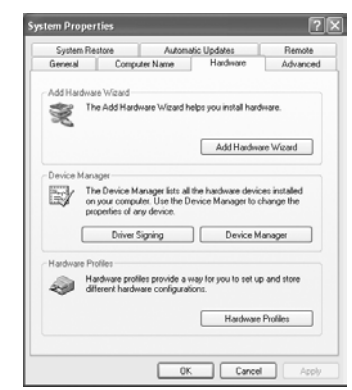 System Properties
System Restore Automatic Updates Remote
General Computer Name Hardware Advanced
Add Hardware Wizard
The Add Hardware Wizard helps you install hardware.
Add Hardware Wizard
Device Manager
The Device Manager lists all the hardware devices installed
on your computer. Use the Device Manager to change the
properties of any device.
Driver Signing Device Manager
Hardware Profiles
Hardware profiles provide a way for you to set up and store
different hardware configurations.
Hardware Profiles
OK Cancel Apply